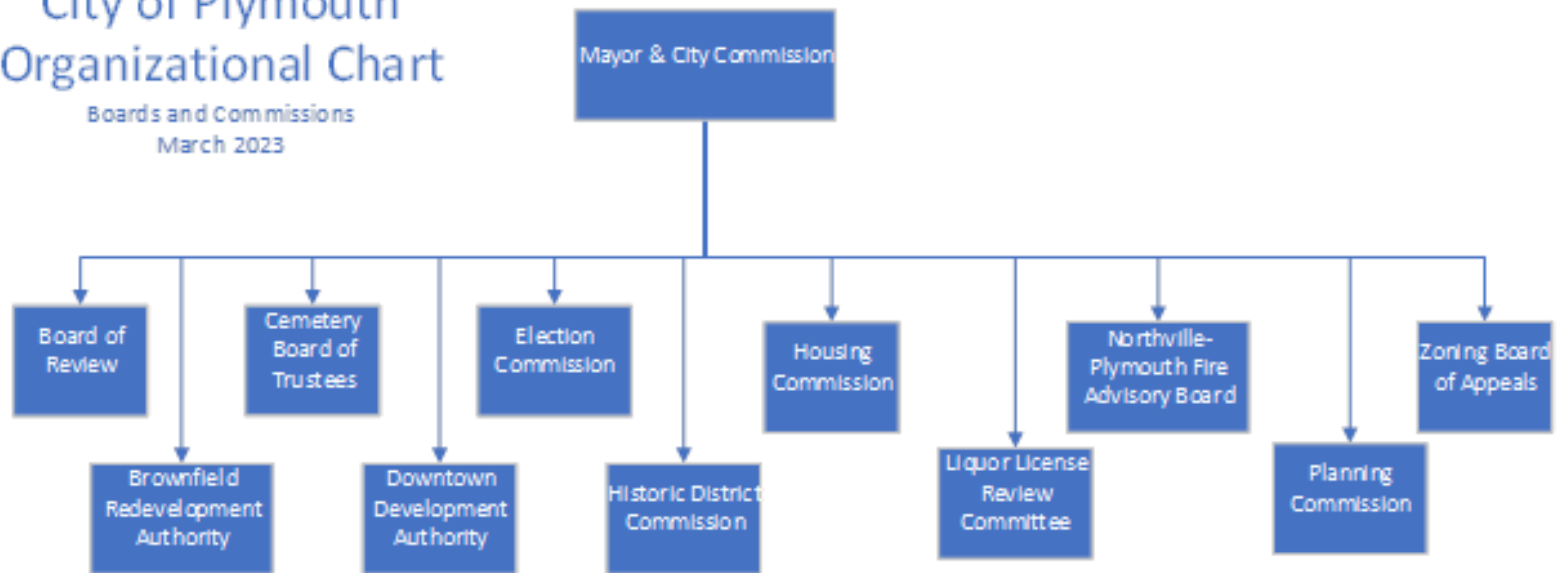 City of Plymouth
Organizational Chart
Boards and Commissions
March 2023
Mayor & City Commission
Board of
Review
Cemetery
Board of
Trustees
Election
Commission
Housing
Commission
Northville-
Plymouth Fire
Advisory Board
Zoning Board
of Appeals
Brownfield
Redevelopment
Authority
Downtown
Development
Authority
Historic District
Commission
Liquor License
Review
Committee
Planning
Commission